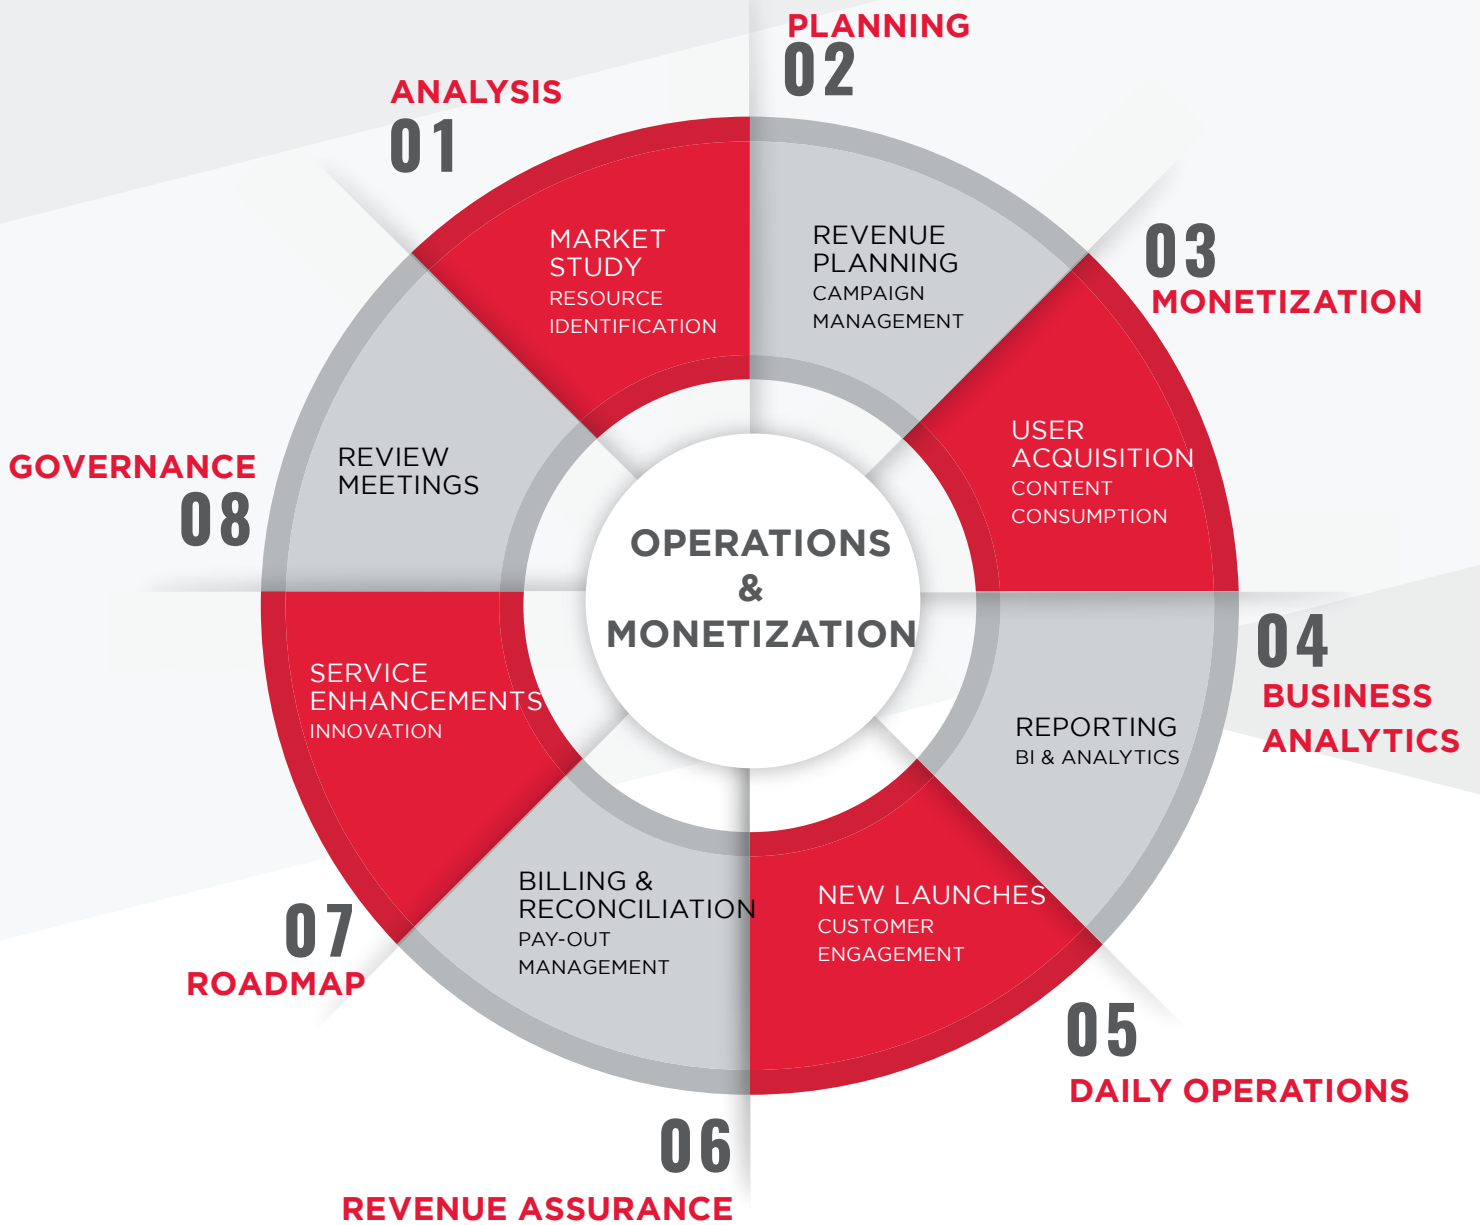 ANALYSIS
01
MARKET
STUDY
RESOURCE
IDENTIFICATION
PLANNING
02
REVENUE
PLANNING
CAMPAIGN
MANAGEMENT
03
MONETIZATION
USER
ACQUISITION
CONTENT
CONSUMPTION
04
BUSINESS
ANALYTICS
REPORTING
BI & ANALYTICS
05
DAILY OPERATIONS
NEW LAUNCHES
CUSTOMER
ENGAGEMENT
06
REVENUE ASSURANCE
BILLING &
RECONCILIATION
PAY-OUT
MANAGEMENT
07
ROADMAP
SERVICE
ENHANCEMENTS
INNOVATION
GOVERNANCE
08
REVIEW
MEETINGS
OPERATIONS
&
MONETIZATION